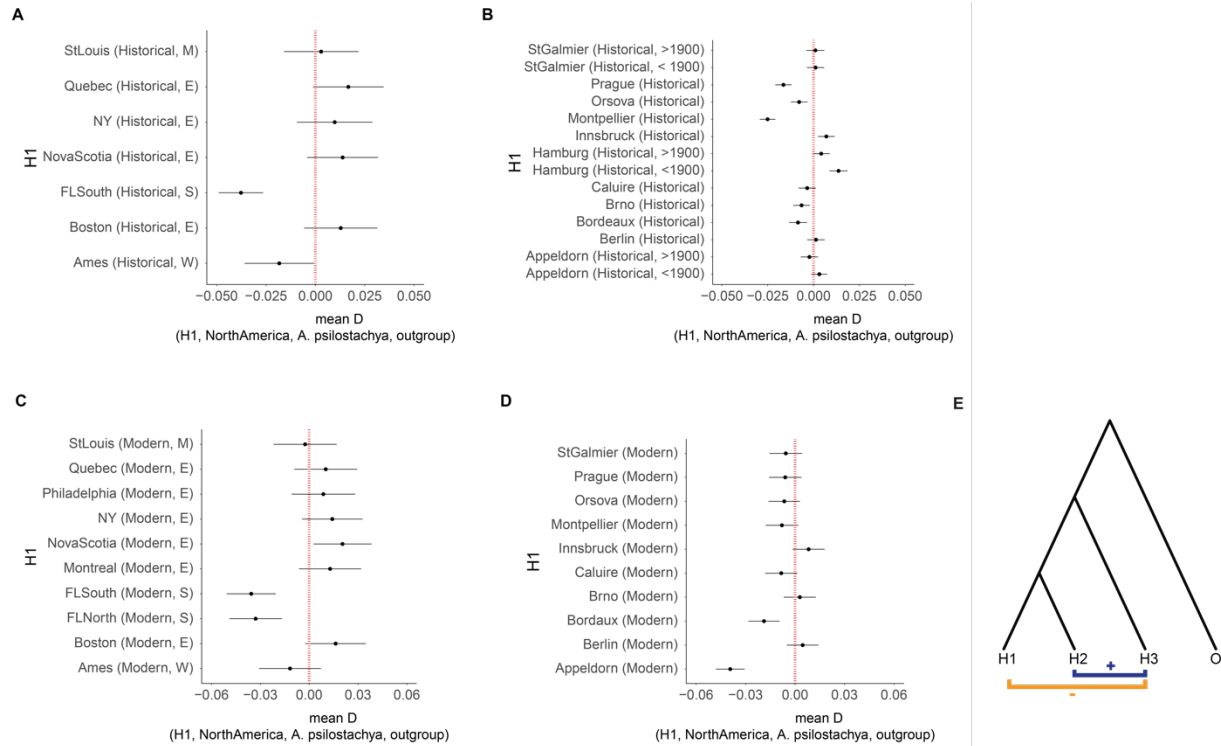 A
StLouis (Historical, M)
Quebec (Historical, E)
NY (Historical, E)
NovaScotia (Historical, E)
FLSouth (Historical, S)
Boston (Historical, E)
Ames (Historical, W)
H1
−0.050 −0.025 0.000 0.025 0.050
mean D
(H1, NorthAmerica, A. psilostachya, outgroup)
B
StGalmier (Historical, >1900)
StGalmier (Historical, < 1900)
Prague (Historical)
Orsova (Historical)
Montpellier (Historical)
Innsbruck (Historical)
Hamburg (Historical, >1900)
Hamburg (Historical, <1900)
Caluire (Historical)
Brno (Historical)
Bordeaux (Historical)
Berlin (Historical)
Appeldorn (Historical, >1900)
Appeldorn (Historical, <1900)
H1
−0.050 −0.025 0.000 0.025 0.050
mean D
(H1, NorthAmerica, A. psilostachya, outgroup)
C
StLouis (Modern, M)
Quebec (Modern, E)
Philadelphia (Modern, E)
NY (Modern, E)
NovaScotia (Modern, E)
Montreal (Modern, E)
FLSouth (Modern, S)
FLNorth (Modern, S)
Boston (Modern, E)
Ames (Modern, W)
H1
−0.06 −0.03 0.00 0.03 0.06
mean D
(H1, NorthAmerica, A. psilostachya, outgroup)
D
StGalmier (Modern)
Prague (Modern)
Orsova (Modern)
Montpellier (Modern)
Innsbruck (Modern)
Caluire (Modern)
Brno (Modern)
Bordaux (Modern)
Berlin (Modern)
Appeldorn (Modern)
H1
−0.06 −0.03 0.00 0.03 0.06
mean D
(H1, NorthAmerica, A. psilostachya, outgroup)
E
H1 H2 H3 O
+
-